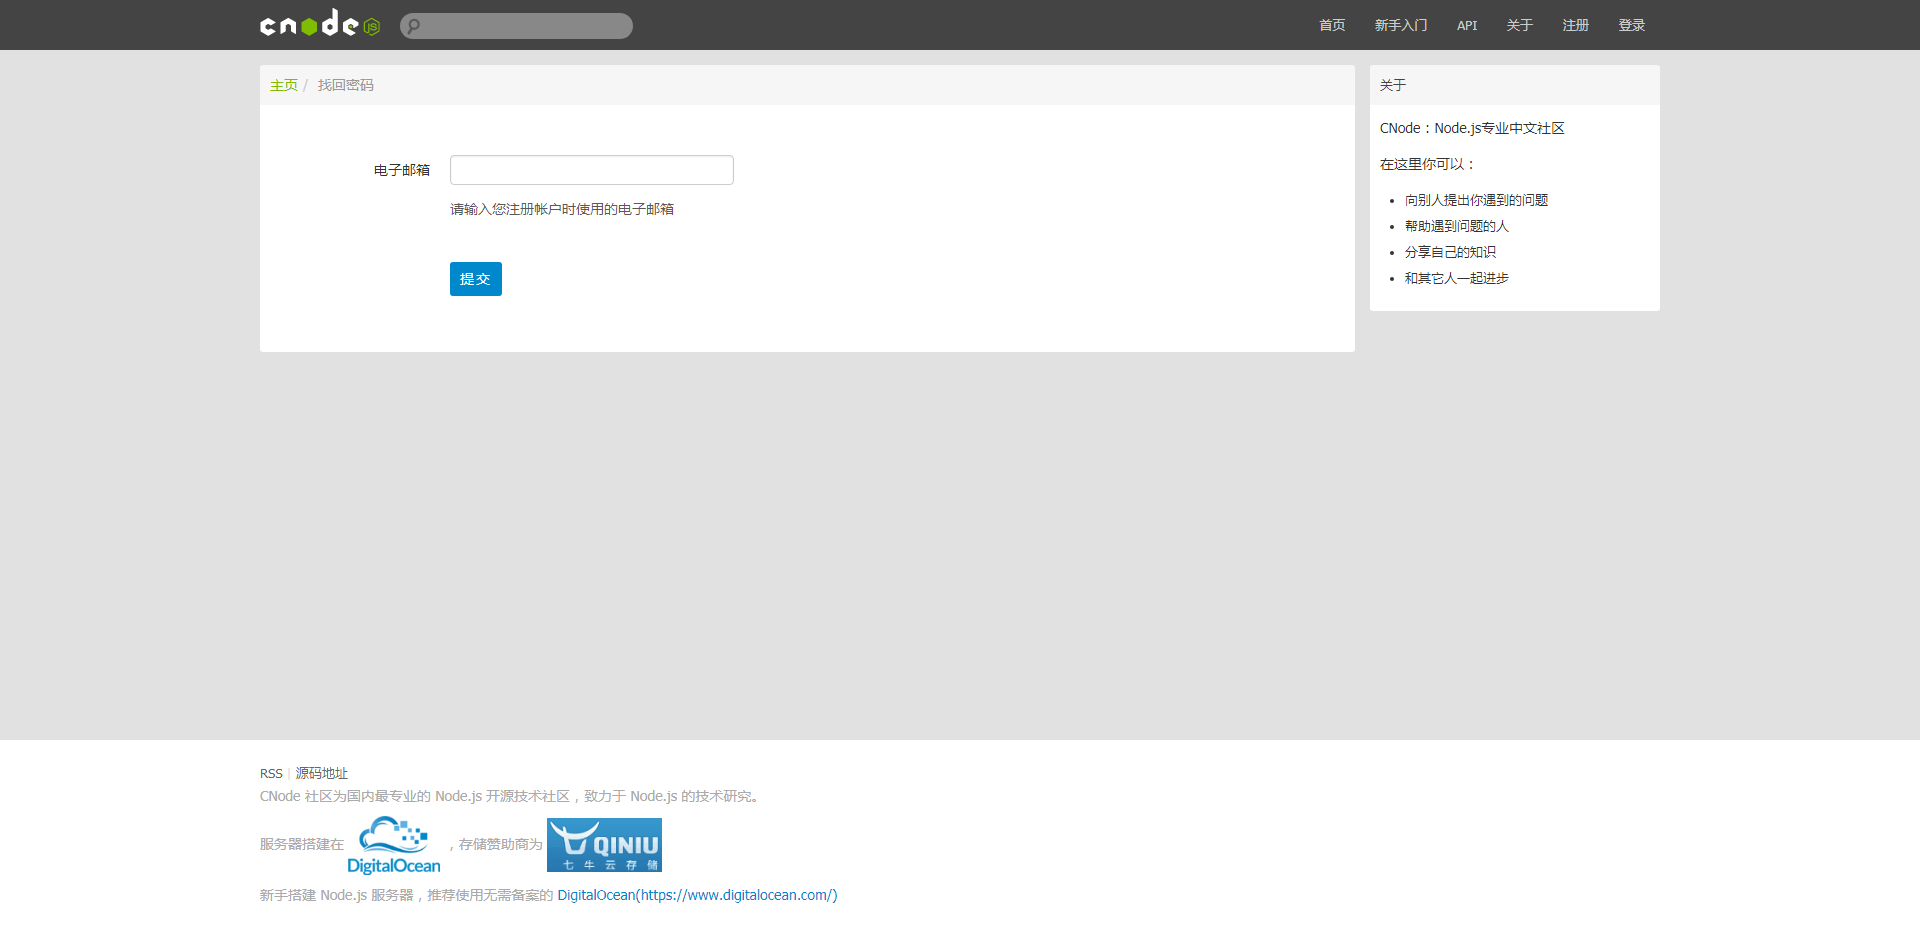 cnode JS
首页 新手入门 API 关于 注册 登录
主页 / 找回密码
电子邮箱
请输入您注册帐户时使用的电子邮箱
提交
关于
CNode：Node.js专业中文社区
在这里你可以：
向别人提出你遇到的问题
帮助遇到问题的人
分享自己的知识
和其它人一起进步
RSS | 源码地址
CNode 社区为国内最专业的 Node.js 开源技术社区，致力于 Node.js 的技术研究。
服务器搭建在 DigitalOcean ，存储赞助商为 QINIU 七牛云存储
新手搭建 Node.js 服务器，推荐使用无需备案的 DigitalOcean(https://www.digitalocean.com/)